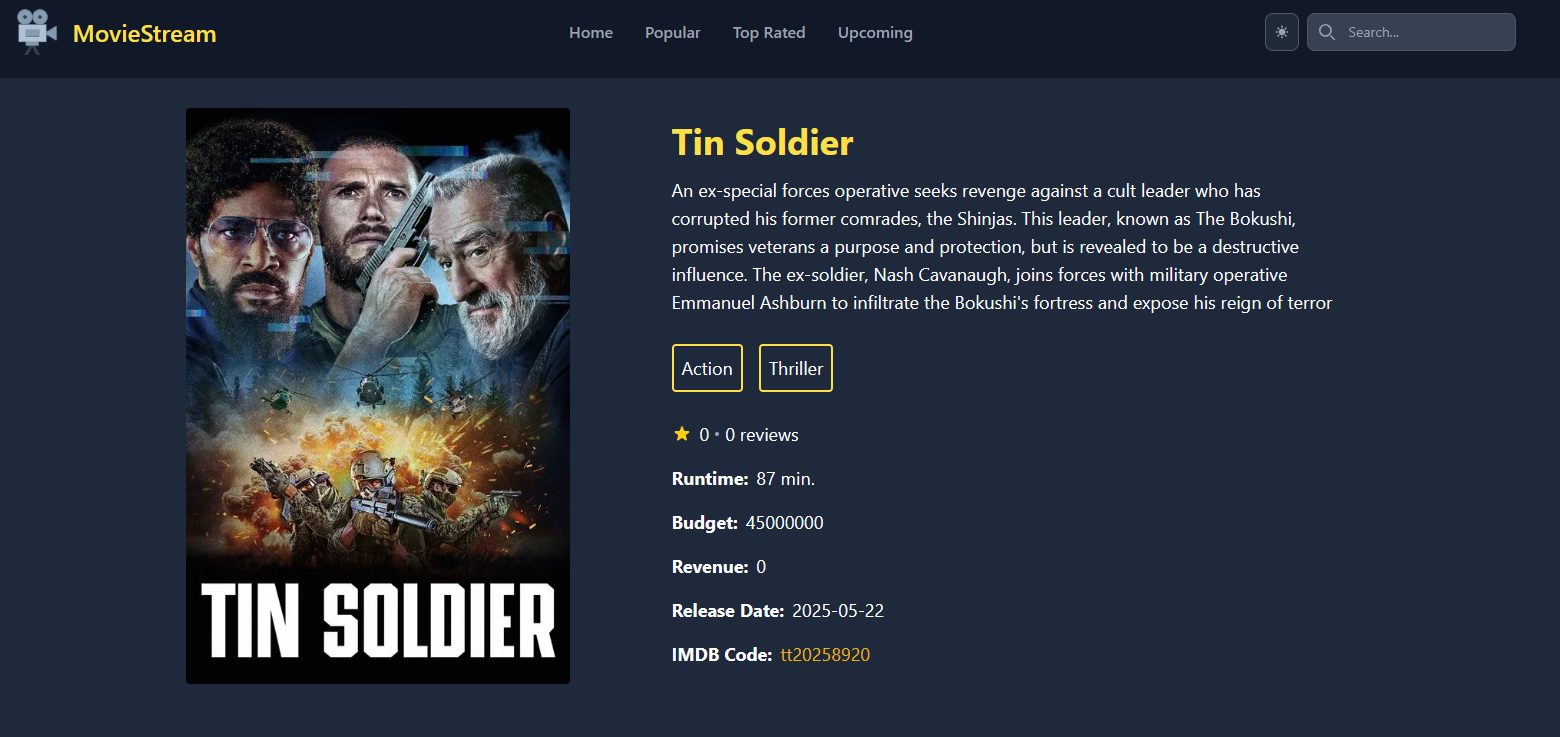 MovieStream
Home
Popular
Top Rated
Upcoming
Search...
TIN SOLDIER
Tin Soldier
An ex-special forces operative seeks revenge against a cult leader who has
corrupted his former comrades, the Shinjas. This leader, known as The Bokushi,
promises veterans a purpose and protection, but is revealed to be a destructive
influence. The ex-soldier, Nash Cavanaugh, joins forces with military operative
Emmanuel Ashburn to infiltrate the Bokushi's fortress and expose his reign of terror
Action
Thriller
0 • 0 reviews
Runtime: 87 min.
Budget: 45000000
Revenue: 0
Release Date: 2025-05-22
IMDB Code: tt20258920